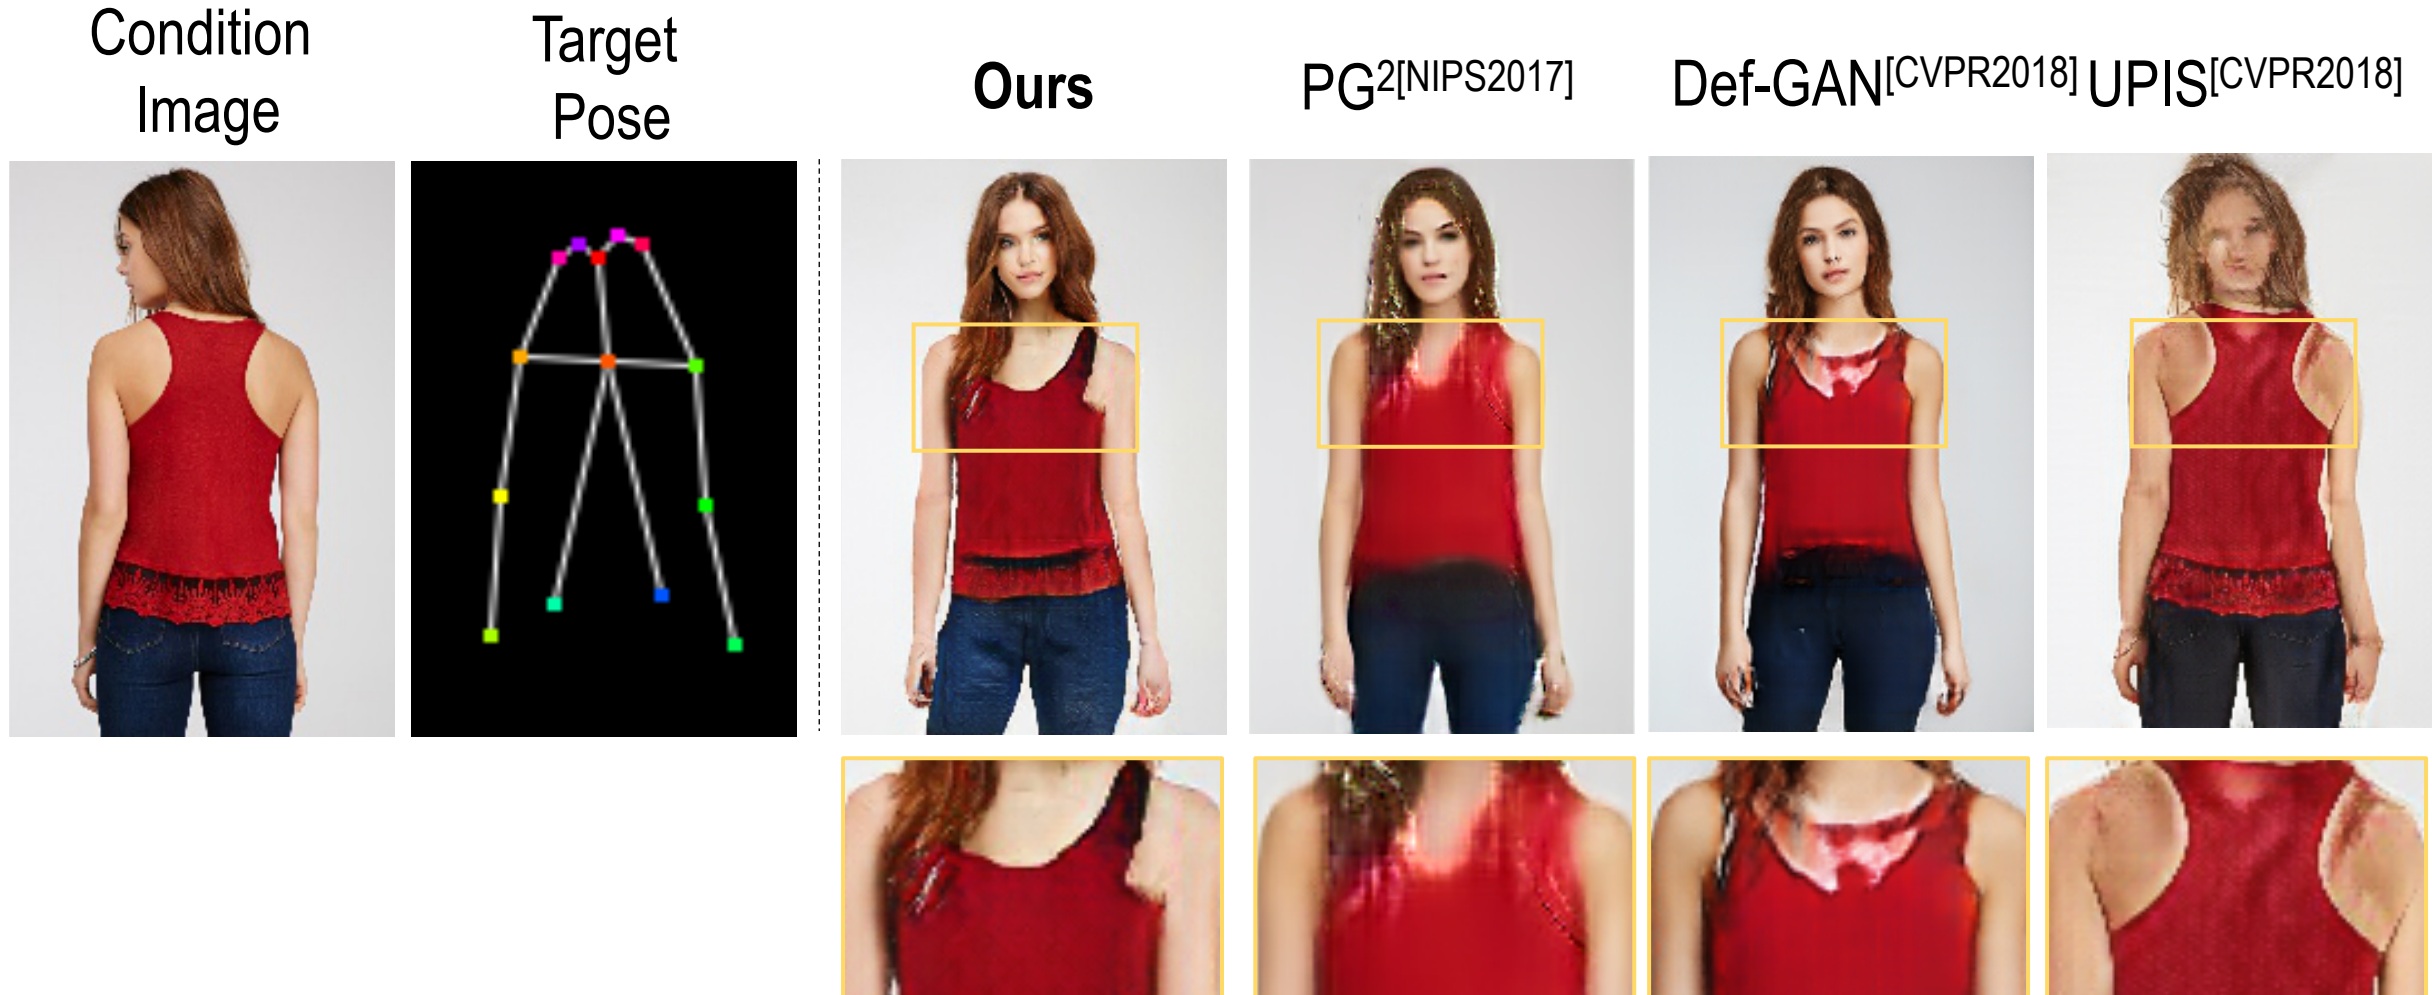 Condition
Image
Target
Pose
Ours
PG2[NIPS2017]
Def-GAN[CVPR2018]
UPIS[CVPR2018]